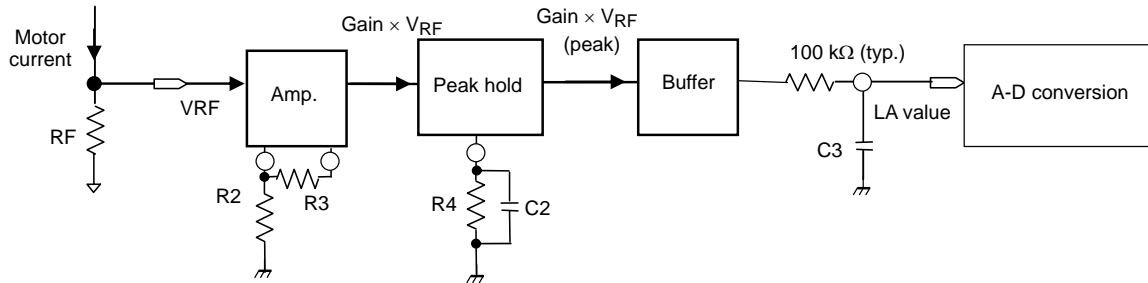 Motor
current
RF
VRF
Amp.
R2
R3
Gain × VRF
Peak hold
R4
C2
Gain × VRF
(peak)
Buffer
100 kΩ (typ.)
C3
LA value
A-D conversion